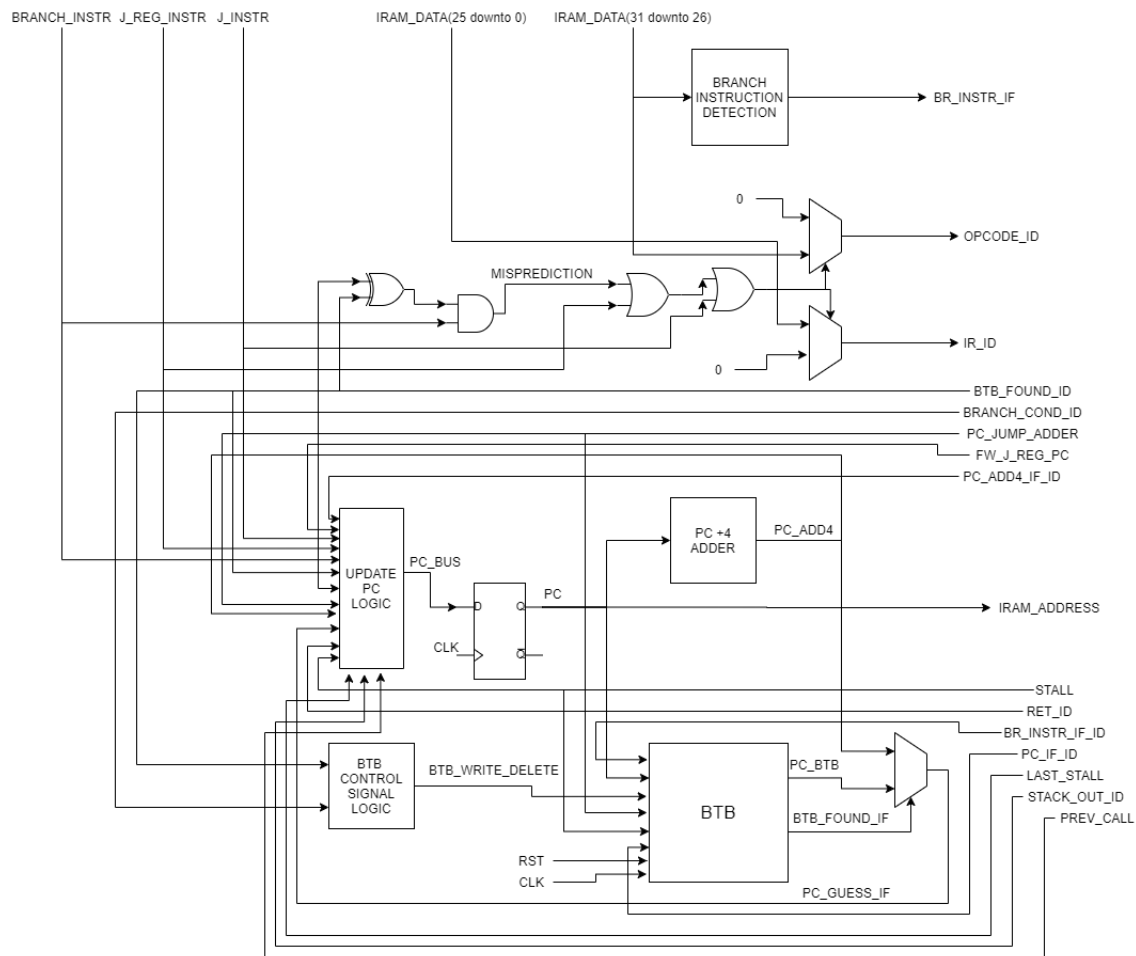 BRANCH_INSTR J_REG_INSTR J_INSTR IRAM_DATA(25 downto 0) IRAM_DATA(31 downto 26)
BRANCH
INSTRUCTION
DETECTION
BR_INSTR_IF
0
OPCODE_ID
MISPREDICTION
IR_ID
0
BTB_FOUND_ID
BRANCH_COND_ID
PC_JUMP_ADDER
FW_J_REG_PC
PC_ADD4_IF_ID
PC +4
ADDER
PC_ADD4
UPDATE
PC
LOGIC
PC_BUS
D
Q
PC
IRAM_ADDRESS
CLK
Q
STALL
RET_ID
BR_INSTR_IF_ID
PC_IF_ID
LAST_STALL
STACK_OUT_ID
PREV_CALL
BTB
CONTROL
SIGNAL
LOGIC
BTB_WRITE_DELETE
BTB
PC_BTB
BTB_FOUND_IF
RST
CLK
PC_GUESS_IF